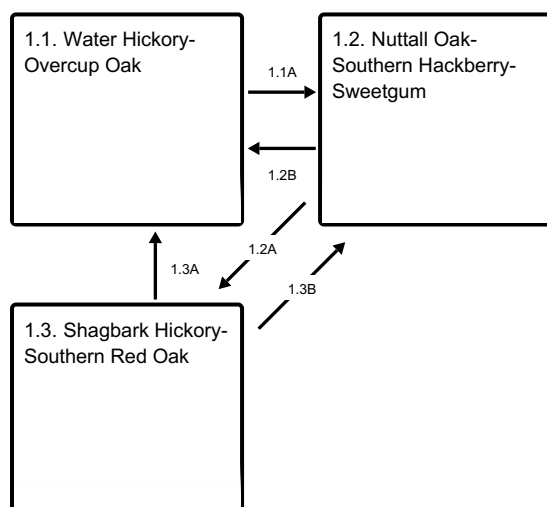 1.1. Water Hickory-
Overcup Oak
1.1A
1.2. Nuttall Oak-
Southern Hackberry-
Sweetgum
1.2B
1.2A
1.3A
1.3B
1.3. Shagbark Hickory-
Southern Red Oak